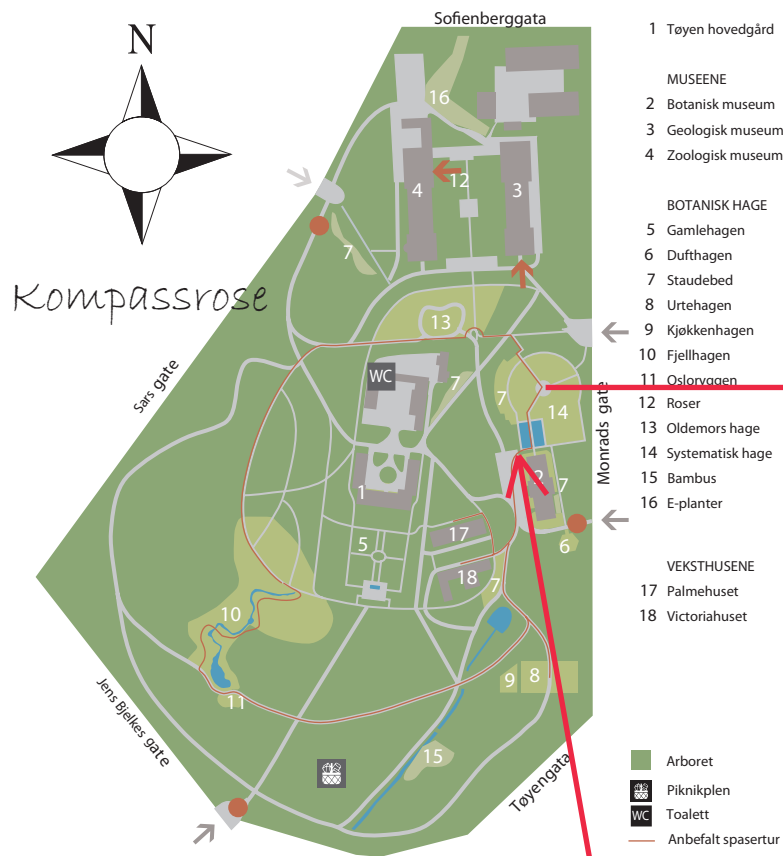 Sofienberggata
N
Kompassrose
Sars gate
Jens Bjelkes gate
Monrads gate
Tøyengata
16
4
12
3
7
13
WC
7
7
14
1
2
7
5
17
6
18
7
10
9
8
11
15
1 Tøyen hovedgård
MUSEENE
2 Botanisk museum
3 Geologisk museum
4 Zoologisk museum
BOTANISK HAGE
5 Gamlehagen
6 Dufthagen
7 Staudebed
8 Urtehagen
9 Kjøkkenhagen
10 Fjellhagen
11 Osloryggen
12 Roser
13 Oldemors hage
14 Systematisk hage
15 Bambus
16 E-planter
VEKSTHUSENE
17 Palmehuset
18 Victoriahuset
Arboret
Piknikplen
WC Toalett
Anbefalt spasertur